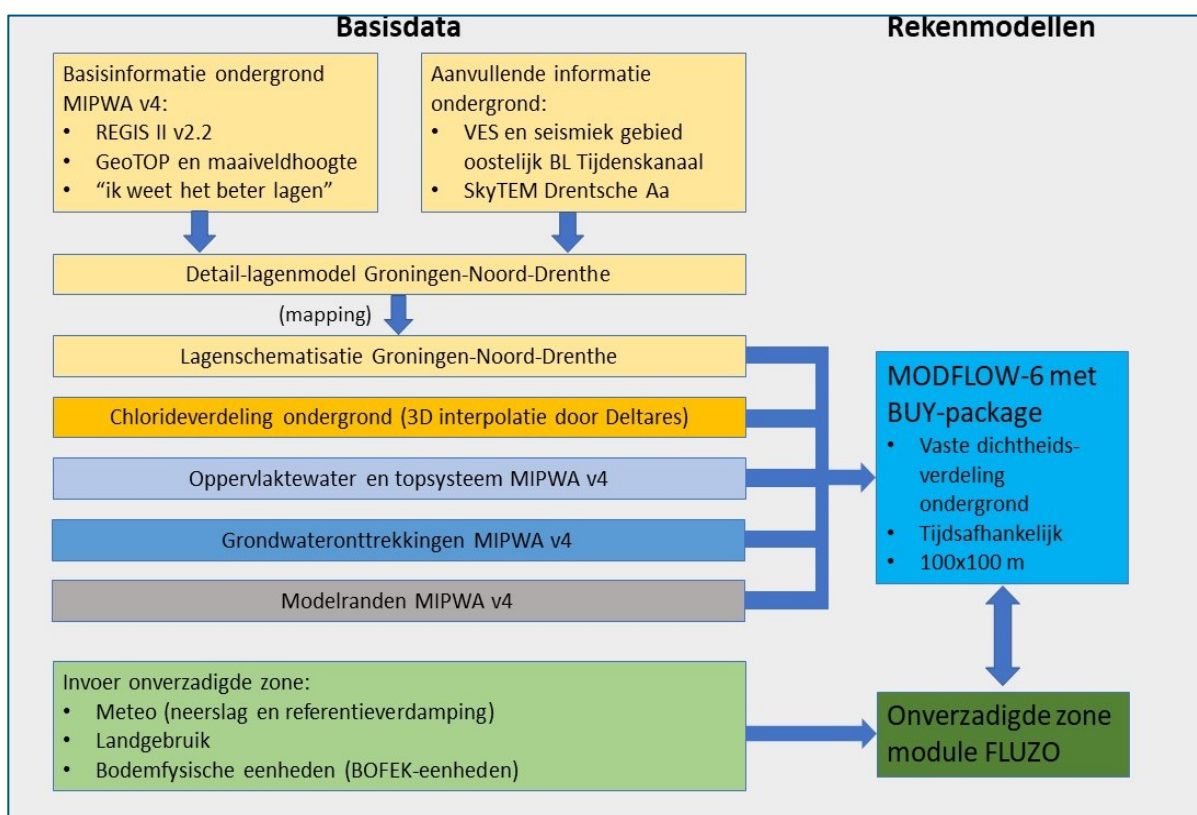 Basisdata
Rekenmodellen
Basisinformatie ondergrond
MIPWA v4:
• REGIS II v2.2
• GeoTOP en maaiveldhoogte
• “ik weet het beter lagen”
Aanvullende informatie
ondergrond:
• VES en seismiek gebied
oostelijk BL Tijdenskanaal
• SkyTEM Drentsche Aa
Detail-lagenmodel Groningen-Noord-Drenthe
(mapping)
Lagenschematisatie Groningen-Noord-Drenthe
Chlorideverdeling ondergrond (3D interpolatie door Deltares)
Oppervlaktewater en topsysteem MIPWA v4
Grondwateronttrekkingen MIPWA v4
Modelranden MIPWA v4
MODFLOW-6 met
BUY-package
• Vaste dichtheids-
verdeling
ondergrond
• Tijdsafhankelijk
• 100x100 m
Invoer onverzadigde zone:
• Meteo (neerslag en referentieverdamping)
• Landgebruik
• Bodemfysische eenheden (BOFEK-eenheden)
Onverzadigde zone
module FLUZO